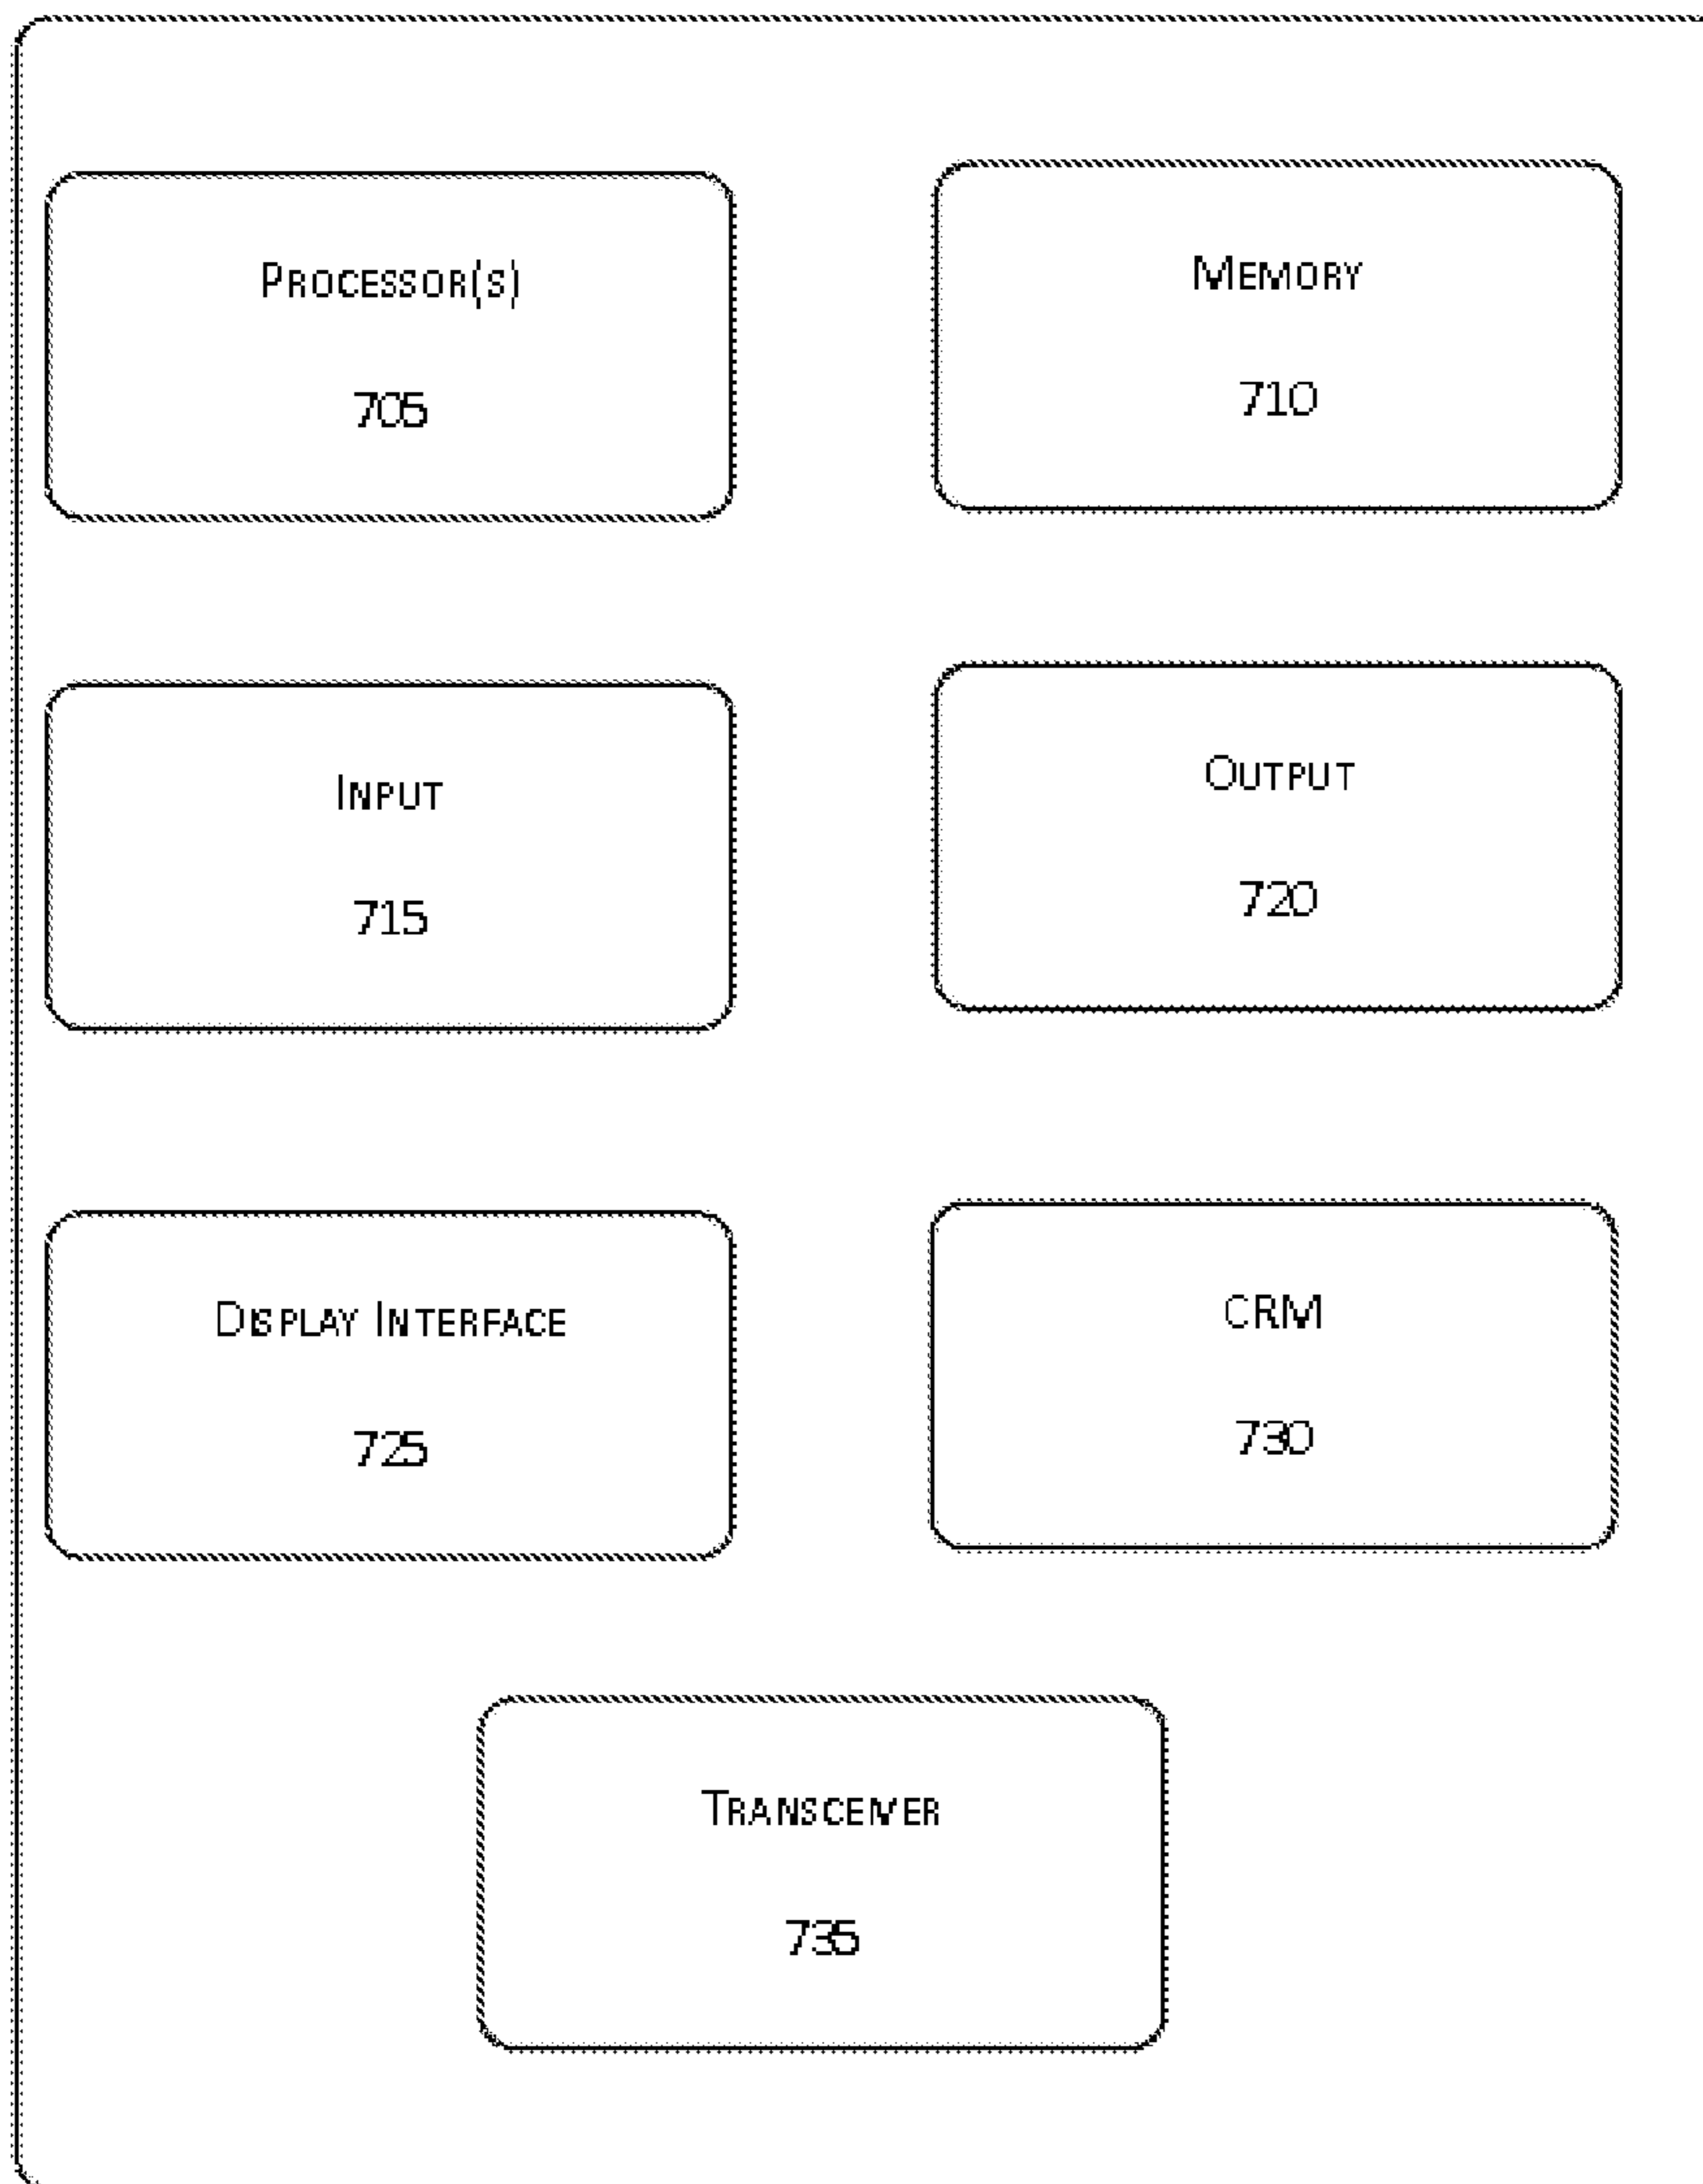 Processor(s)
705
Memory
710
Input
715
Output
720
Display Interface
725
CRM
730
Transceiver
735